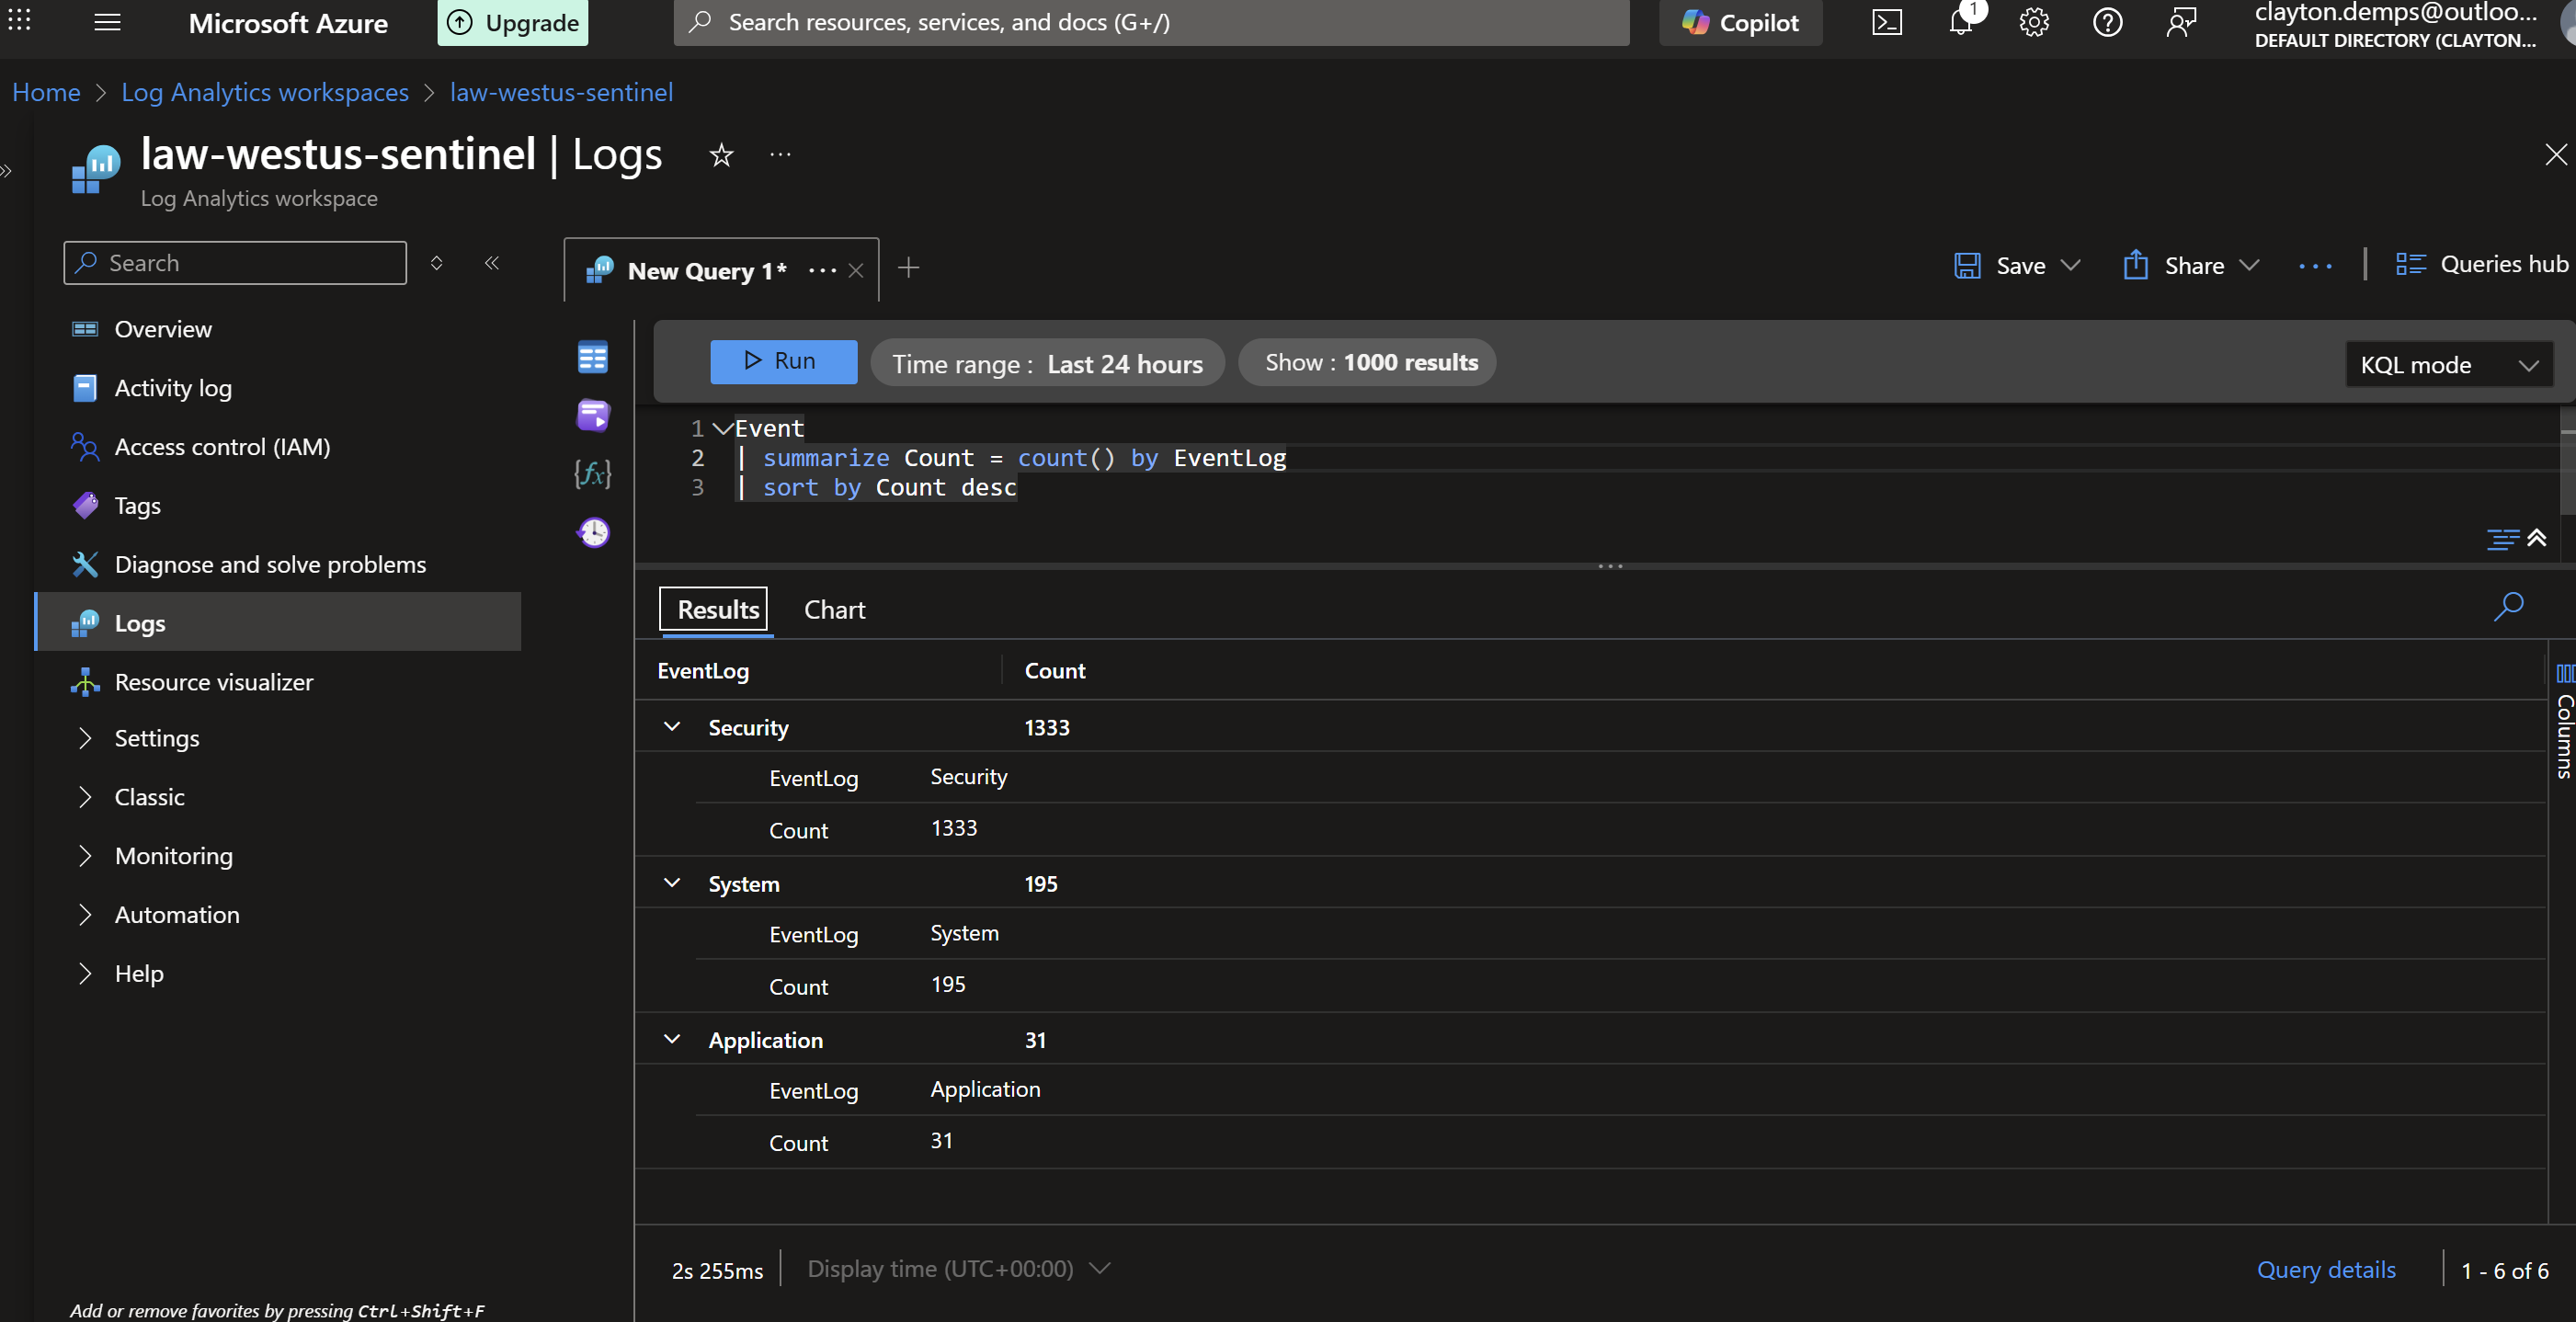 Microsoft Azure
Upgrade
Search resources, services, and docs (G+/)
Copilot
1
clayton.demps@outloo...
DEFAULT DIRECTORY (CLAYTON...
Home > Log Analytics workspaces > law-westus-sentinel
law-westus-sentinel | Logs
Log Analytics workspace
Search
Overview
Activity log
Access control (IAM)
Tags
Diagnose and solve problems
Logs
Resource visualizer
Settings
Classic
Monitoring
Automation
Help
Add or remove favorites by pressing Ctrl+Shift+F
New Query 1*
Save
Share
Queries hub
Run
Time range : Last 24 hours
Show : 1000 results
KQL mode
{fx}
1 Event
2 | summarize Count = count() by EventLog
3 | sort by Count desc
Results
Chart
EventLog Count
Security 1333
EventLog Security
Count 1333
System 195
EventLog System
Count 195
Application 31
EventLog Application
Count 31
Columns
2s 255ms
Display time (UTC+00:00)
Query details
1 - 6 of 6